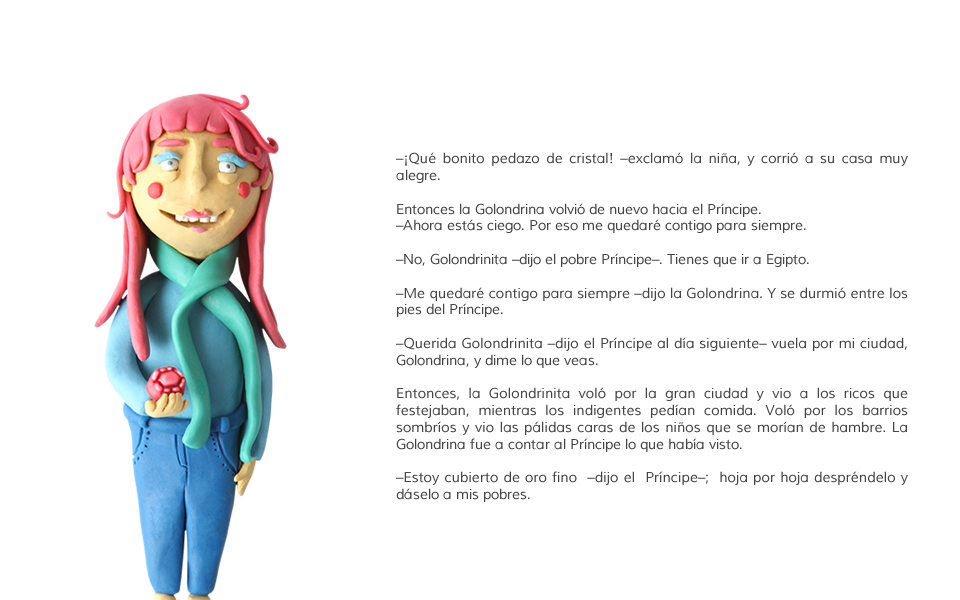 –¡Qué bonito pedazo de cristal! –exclamó la niña, y corrió a su casa muy
alegre.
Entonces la Golondrina volvió de nuevo hacia el Príncipe.
–Ahora estás ciego. Por eso me quedaré contigo para siempre.
–No, Golondrinita –dijo el pobre Príncipe–. Tienes que ir a Egipto.
–Me quedaré contigo para siempre –dijo la Golondrina. Y se durmió entre los
pies del Príncipe.
–Querida Golondrinita –dijo el Príncipe al día siguiente– vuela por mi ciudad,
Golondrina, y dime lo que veas.
Entonces, la Golondrinita voló por la gran ciudad y vio a los ricos que
festejaban, mientras los indigentes pedían comida. Voló por los barrios
sombríos y vio las pálidas caras de los niños que se morían de hambre. La
Golondrina fue a contar al Príncipe lo que había visto.
–Estoy cubierto de oro fino –dijo el Príncipe–; hoja por hoja despréndelo y
dáselo a mis pobres.